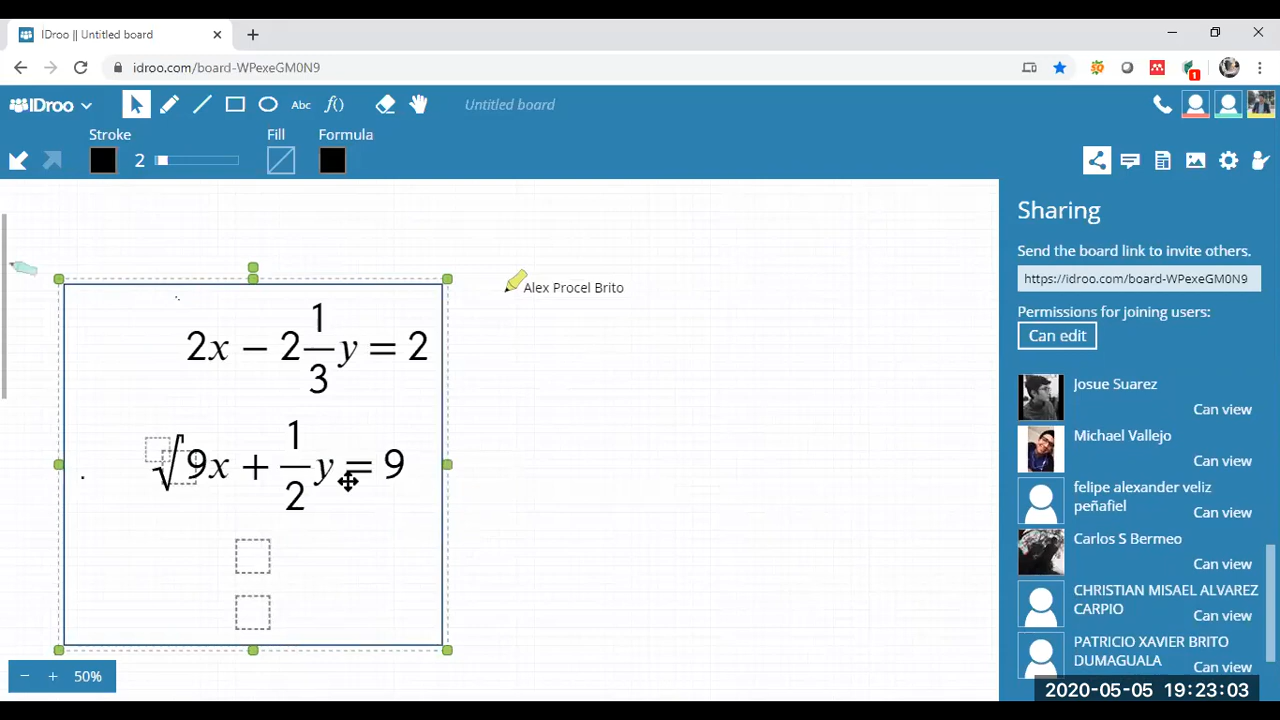 IDroo || Untitled board
idroo.com/board-WPexeGM0N9
1
IDroo
Abc
f()
Untitled board
Stroke
Fill
Formula
2
2x − 2 1/3 y = 2
√ 9x + 1/2 y = 9
Alex Procel Brito
50%
Sharing
Send the board link to invite others.
https://idroo.com/board-WPexeGM0N9
Permissions for joining users:
Can edit
Josue Suarez
Can view
Michael Vallejo
Can view
felipe alexander veliz
peñafiel
Can view
Carlos S Bermeo
Can view
CHRISTIAN MISAEL ALVAREZ
CARPIO
Can view
PATRICIO XAVIER BRITO
DUMAGUALA
Can view
2020-05-05 19:23:03